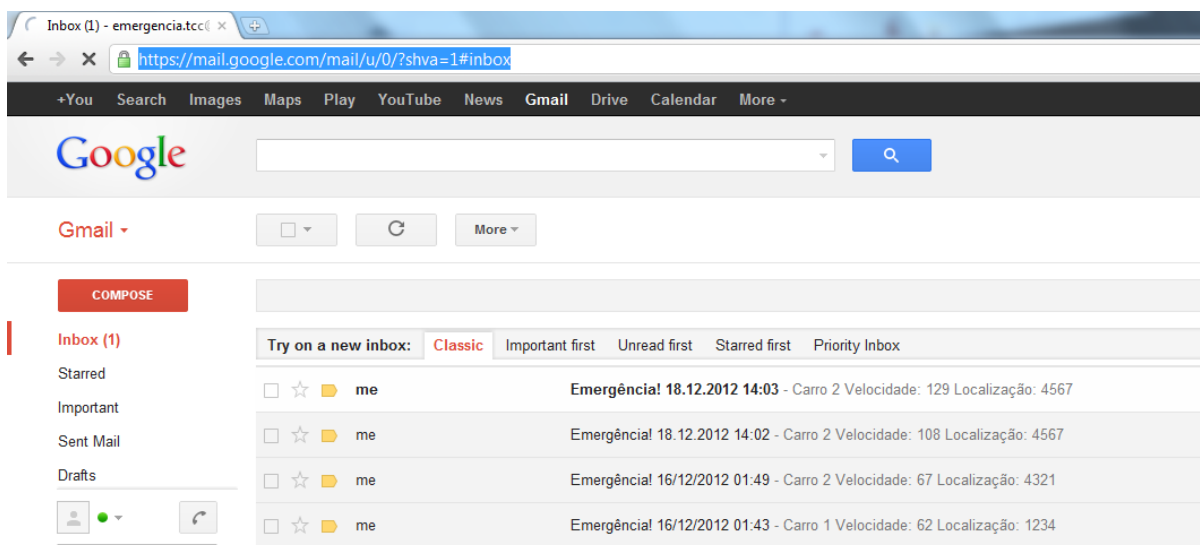 Inbox (1) - emergencia.tcc@
https://mail.google.com/mail/u/0/?shva=1#inbox
+You Search Images Maps Play YouTube News Gmail Drive Calendar More
Google
Gmail More
COMPOSE
Inbox (1)
Try on a new inbox: Classic Important first Unread first Starred first Priority Inbox
Starred
me Emergência! 18.12.2012 14:03 - Carro 2 Velocidade: 129 Localização: 4567
Important
Sent Mail
me Emergência! 18.12.2012 14:02 - Carro 2 Velocidade: 108 Localização: 4567
Drafts
me Emergência! 16/12/2012 01:49 - Carro 2 Velocidade: 67 Localização: 4321
me Emergência! 16/12/2012 01:43 - Carro 1 Velocidade: 62 Localização: 1234